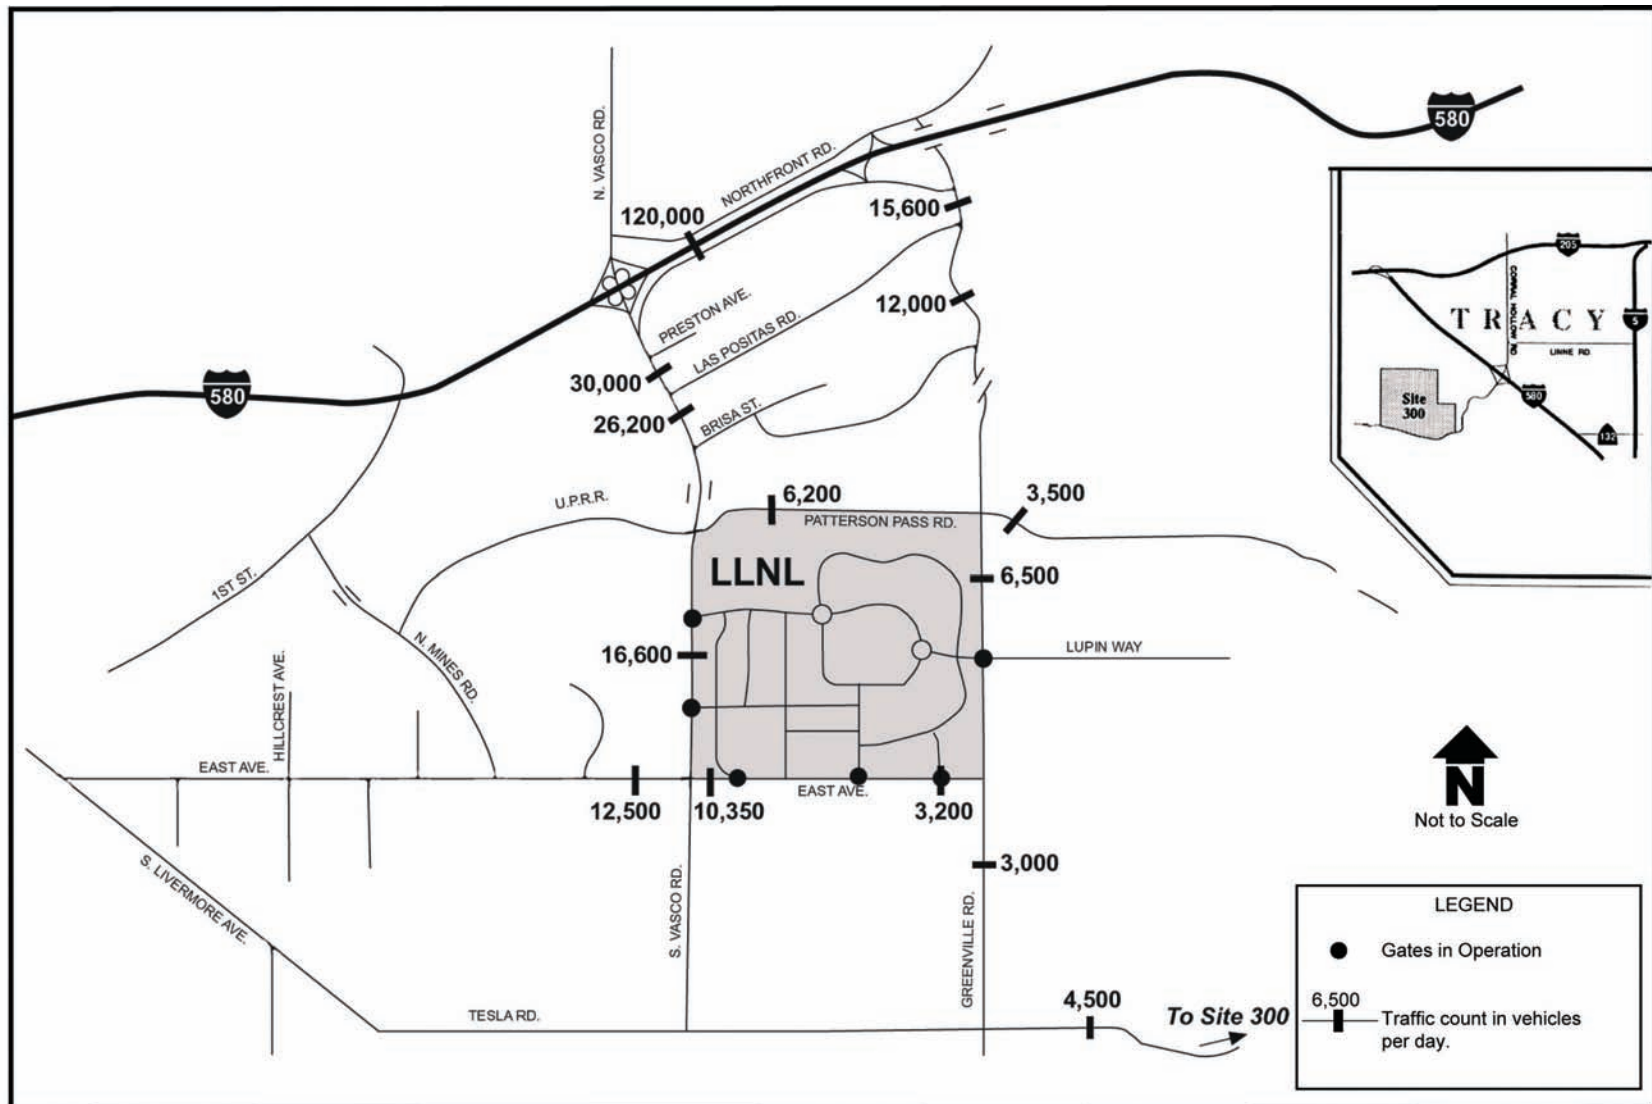 580
N. VASCO RD.
NORTHFRONT RD.
120,000
15,600
12,000
PRESTON AVE.
LAS POSITAS RD.
30,000
26,200
BRISA ST.
580
205
CORRAL HOLLOW RD
TRACY
5
LINNE RD.
Site
300
580
132
U.P.R.R.
6,200
3,500
PATTERSON PASS RD.
LLNL
6,500
1ST ST.
N. MINES RD.
16,600
LUPIN WAY
HILLCREST AVE.
EAST AVE.
12,500
10,350
EAST AVE.
3,200
N
Not to Scale
S. LIVERMORE AVE.
S. VASCO RD.
3,000
GREENVILLE RD.
TESLA RD.
4,500
To Site 300
LEGEND
Gates in Operation
6,500
Traffic count in vehicles
per day.